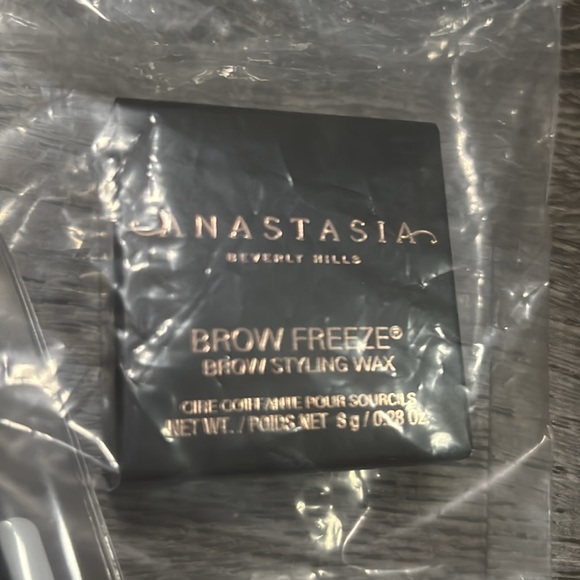 ANASTASIA
BEVERLY HILLS
BROW FREEZE®
BROW STYLING WAX
CIRE COIFFANTE POUR SOURCILS
NET WT. / POIDS NET 8 g / 0.28 Oz